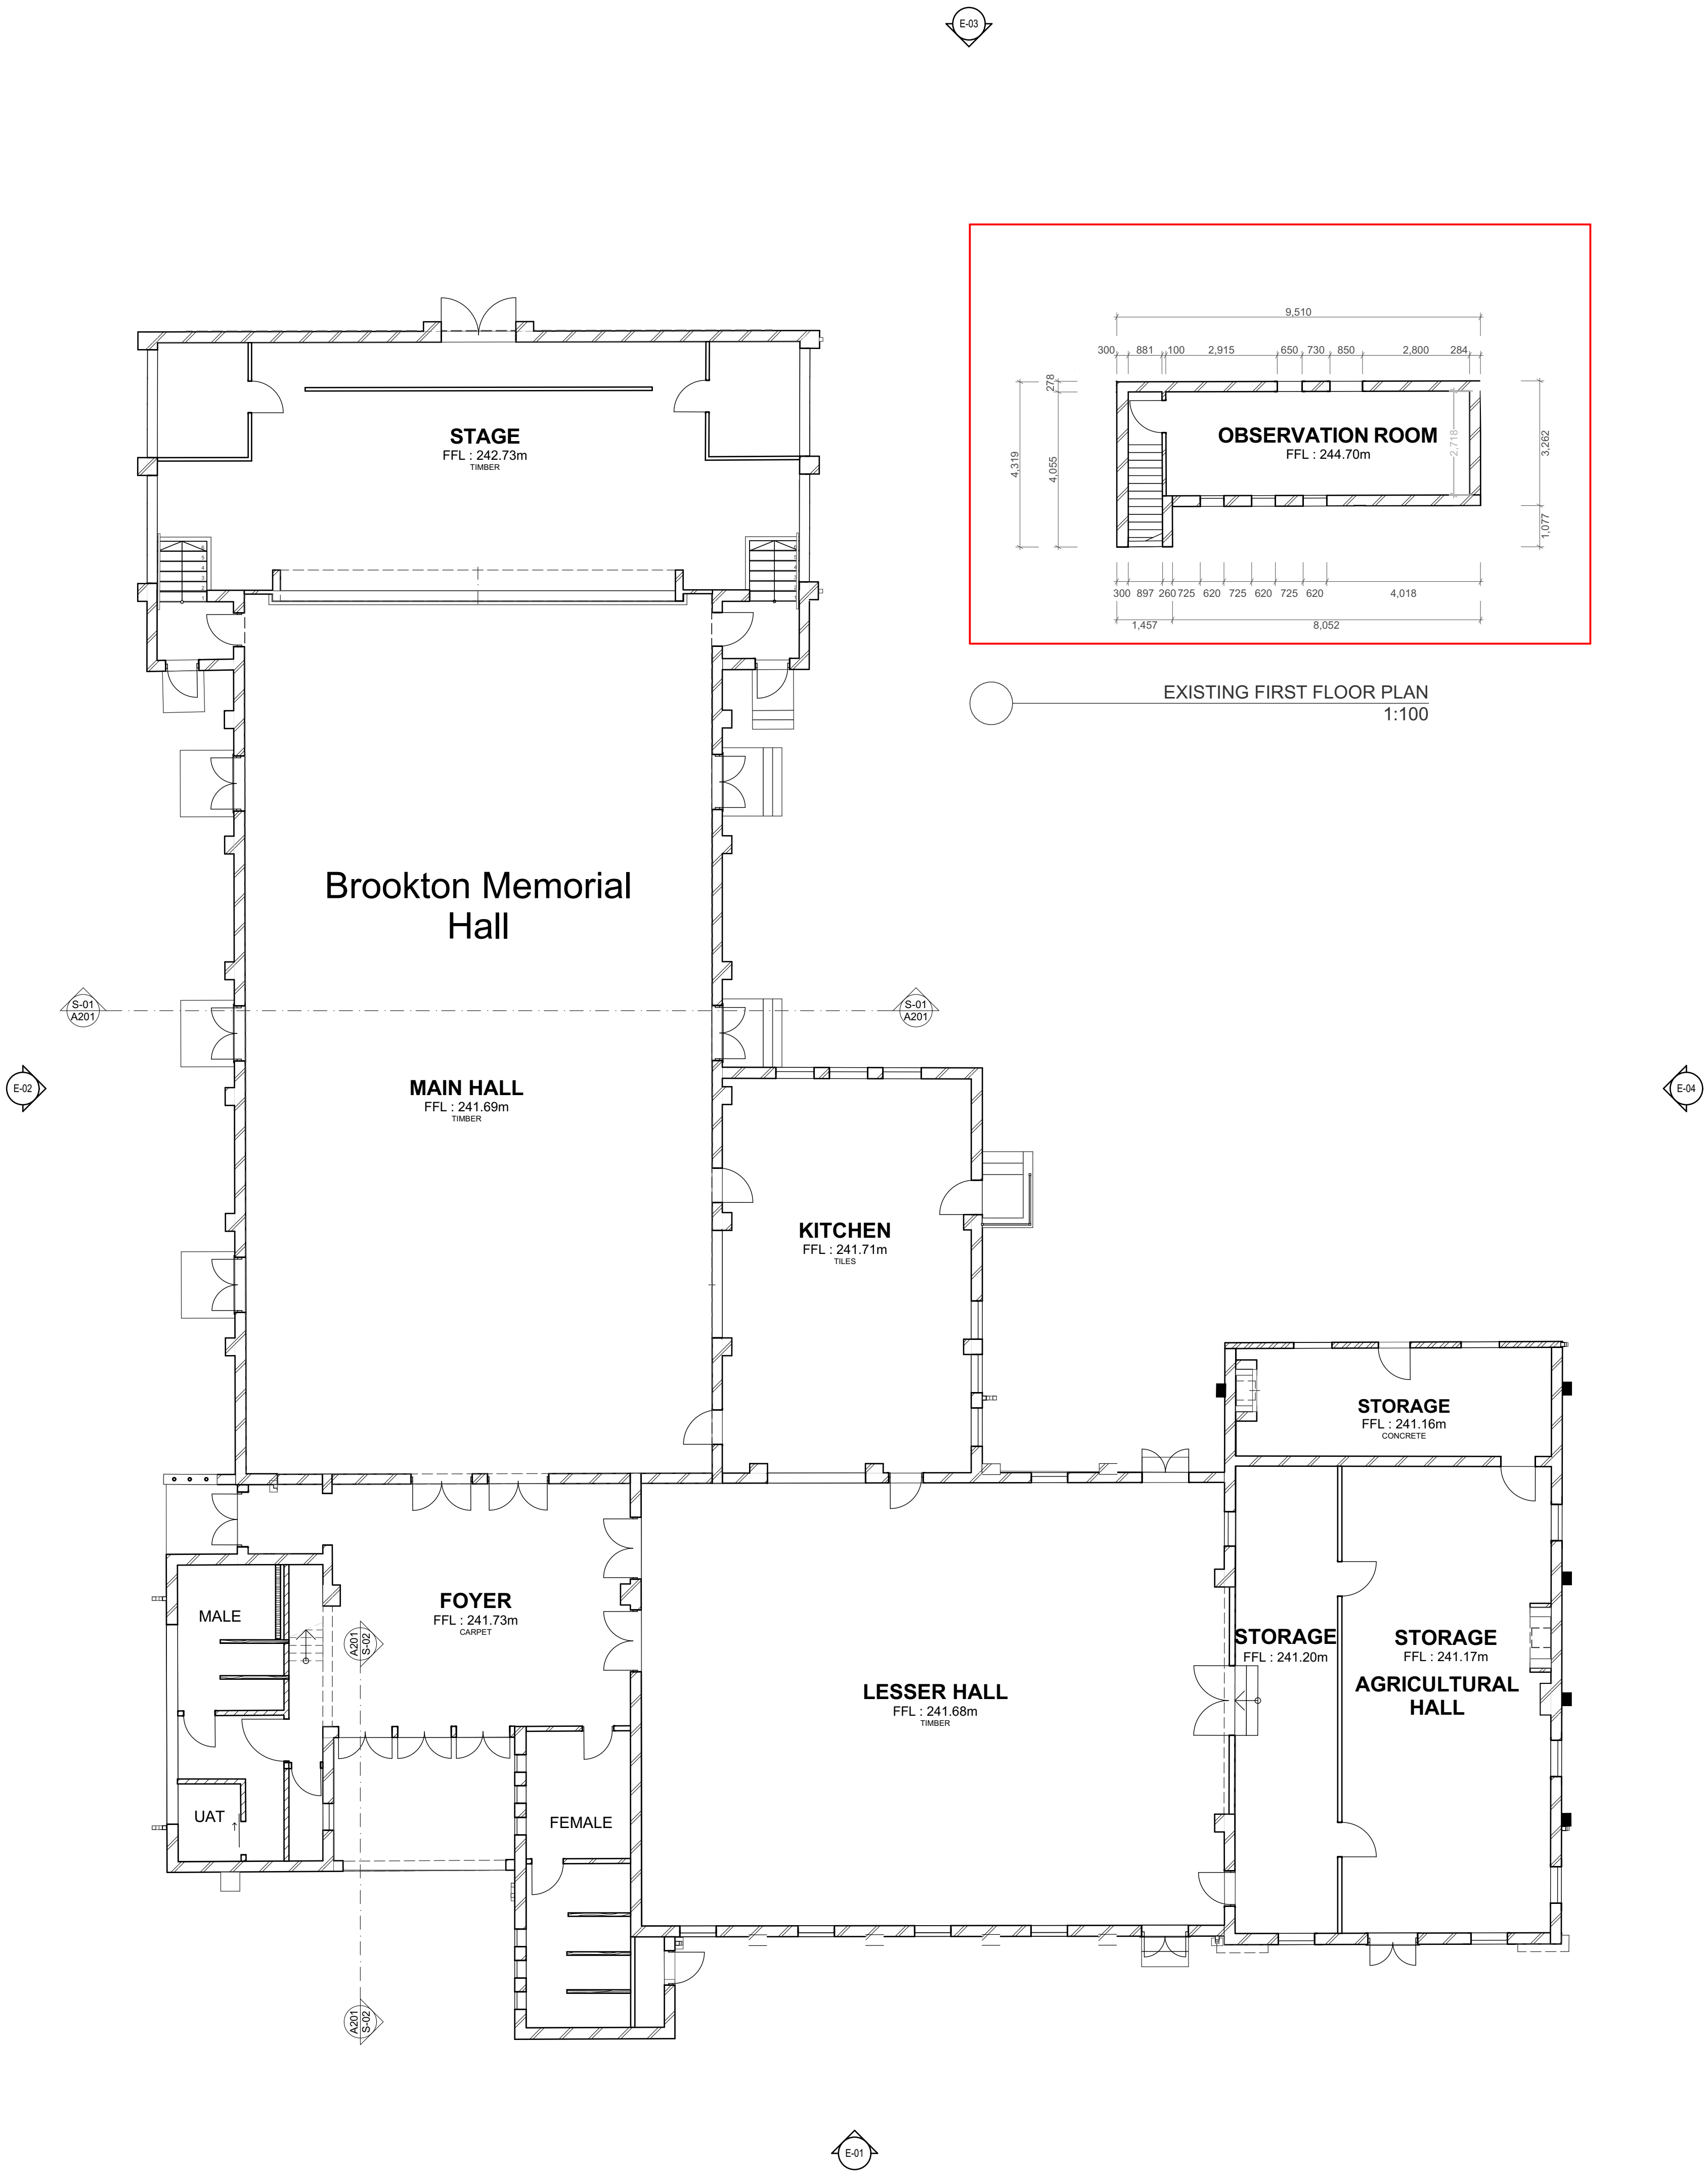 E-03
9,510
300 881 100 2,915 650 730 850 2,800 284
278
4,319
4,055
OBSERVATION ROOM
FFL : 244.70m
2,718
3,262
1,077
300 897 260 725 620 725 620 725 620 4,018
1,457 8,052
EXISTING FIRST FLOOR PLAN
1:100
STAGE
FFL : 242.73m
TIMBER
Brookton Memorial
Hall
S-01
A201
S-01
A201
E-02
E-04
MAIN HALL
FFL : 241.69m
TIMBER
KITCHEN
FFL : 241.71m
TILES
STORAGE
FFL : 241.16m
CONCRETE
FOYER
FFL : 241.73m
CARPET
MALE
A201
S-02
STORAGE
FFL : 241.20m
STORAGE
FFL : 241.17m
AGRICULTURAL
HALL
LESSER HALL
FFL : 241.68m
TIMBER
UAT
FEMALE
A201
S-02
E-01